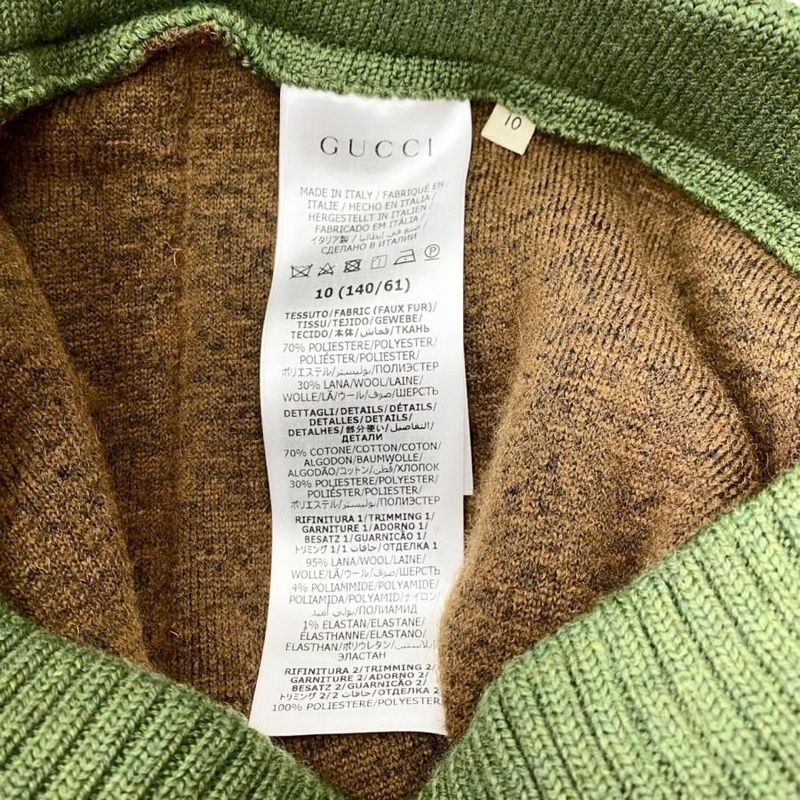 GUCCI
10
MADE IN ITALY / FABRIQUÉ EN
ITALIE / HECHO EN ITALIA/
HERGESTELLT IN ITALIEN /
FABRICADO EM ITÁLIA /
イタリア製 / صنع في إيطاليا /
СДЕЛАНО В ИТАЛИИ
10 (140/61)
TESSUTO/FABRIC (FAUX FUR)/
TISSU/TEJIDO/GEWEBE/
TECIDO/本体/قماش/ТКАНЬ
70% POLIESTERE/POLYESTER/
POLIÉSTER/POLYESTER/
ポリエステル/بوليستر/ПОЛИЭСТЕР
30% LANA/WOOL/LAINE/
WOLLE/LÃ/ウール/صوف/ШЕРСТЬ
DETTAGLI/DETAILS/DÉTAILS/
DETALLES/DETAILS/
DETALHES/部分使い/التفاصيل/
ДЕТАЛИ
70% COTONE/COTTON/COTON/
ALGODON/BAUMWOLLE/
ALGODÃO/コットン/قطن/ХЛОПОК
30% POLIESTERE/POLYESTER/
POLIÉSTER/POLYESTER/
ポリエステル/بوليستر/ПОЛИЭСТЕР
RIFINITURA 1/TRIMMING 1/
GARNITURE 1/ADORNO 1/
BESATZ 1/GUARNICÃO 1/
トリミング 1/1 حافات/ОТДЕЛКА 1
95% LANA/WOOL/LAINE/
WOLLE/LÃ/ウール/صوف/ШЕРСТЬ
4% POLIAMMIDE/POLYAMIDE/
POLIAMIDA/POLYAMID/ナイロン/
بولي أميد/ПОЛИАМИД
1% ELASTAN/ELASTANE/
ELASTHANNE/ELASTANO/
ELASTHAN/ポリウレタン/إيلاستين/
ЭЛАСТАН
RIFINITURA 2/TRIMMING 2/
GARNITURE 2/ADORNO 2/
BESATZ 2/GUARNICÃO 2/
トリミング 2/2 حافات/ОТДЕЛКА 2
100% POLIESTERE/POLYESTER/